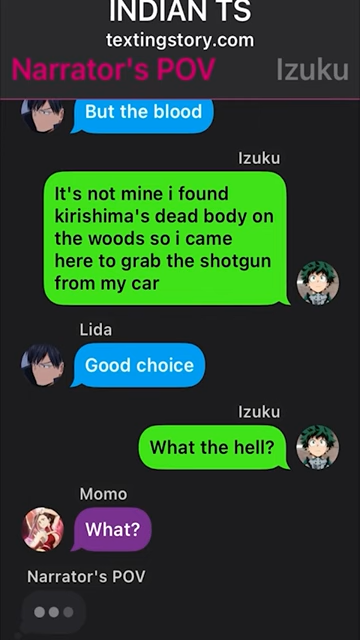 INDIAN TS
textingstory.com
Narrator's POV
Izuku
But the blood
Izuku
It's not mine i found
kirishima's dead body on
the woods so i came
here to grab the shotgun
from my car
Lida
Good choice
Izuku
What the hell?
Momo
What?
Narrator's POV